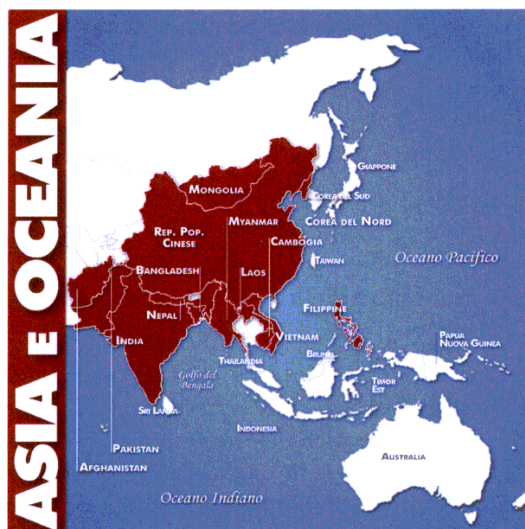 ASIA E OCEANIA
GIAPPONE
MONGOLIA
COREA DEL SUD
COREA DEL NORD
MYANMAR
REP. POP.
CINESE
CAMBOGIA
Oceano Pacifico
TAIWAN
BANGLADESH
LAOS
NEPAL
FILIPPINE
INDIA
VIETNAM
PAPUA
NUOVA GUINEA
THAILANDIA
BRUNEI
Golfo del
Bengala
TIMOR
EST
SRI LANKA
INDONESIA
PAKISTAN
AUSTRALIA
AFGHANISTAN
Oceano Indiano